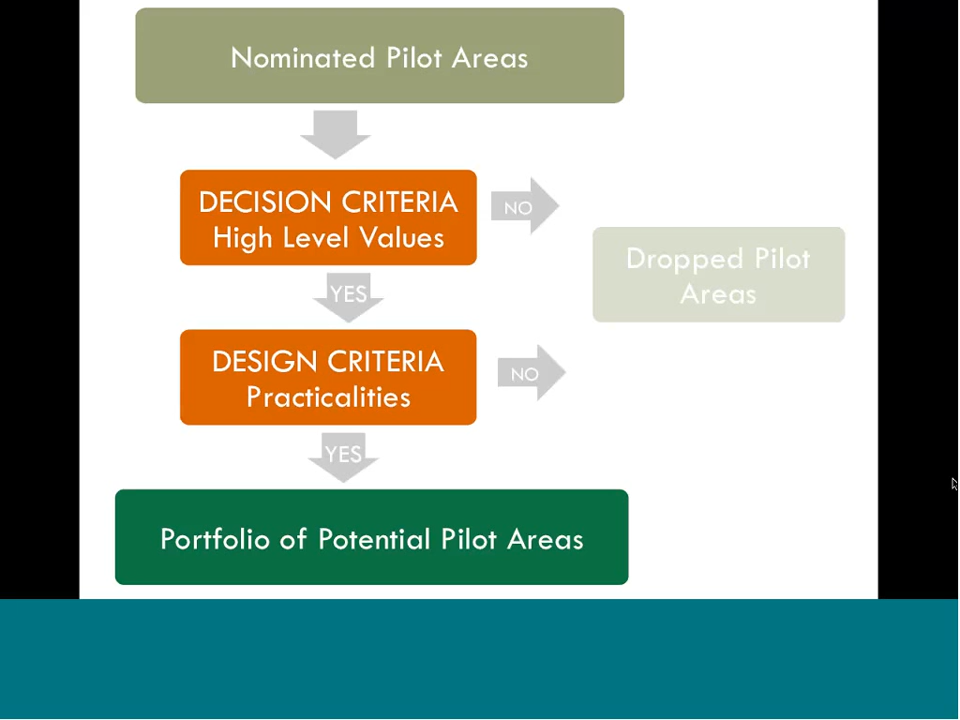 Nominated Pilot Areas
DECISION CRITERIA
High Level Values
NO
Dropped Pilot
Areas
YES
DESIGN CRITERIA
Practicalities
NO
YES
Portfolio of Potential Pilot Areas